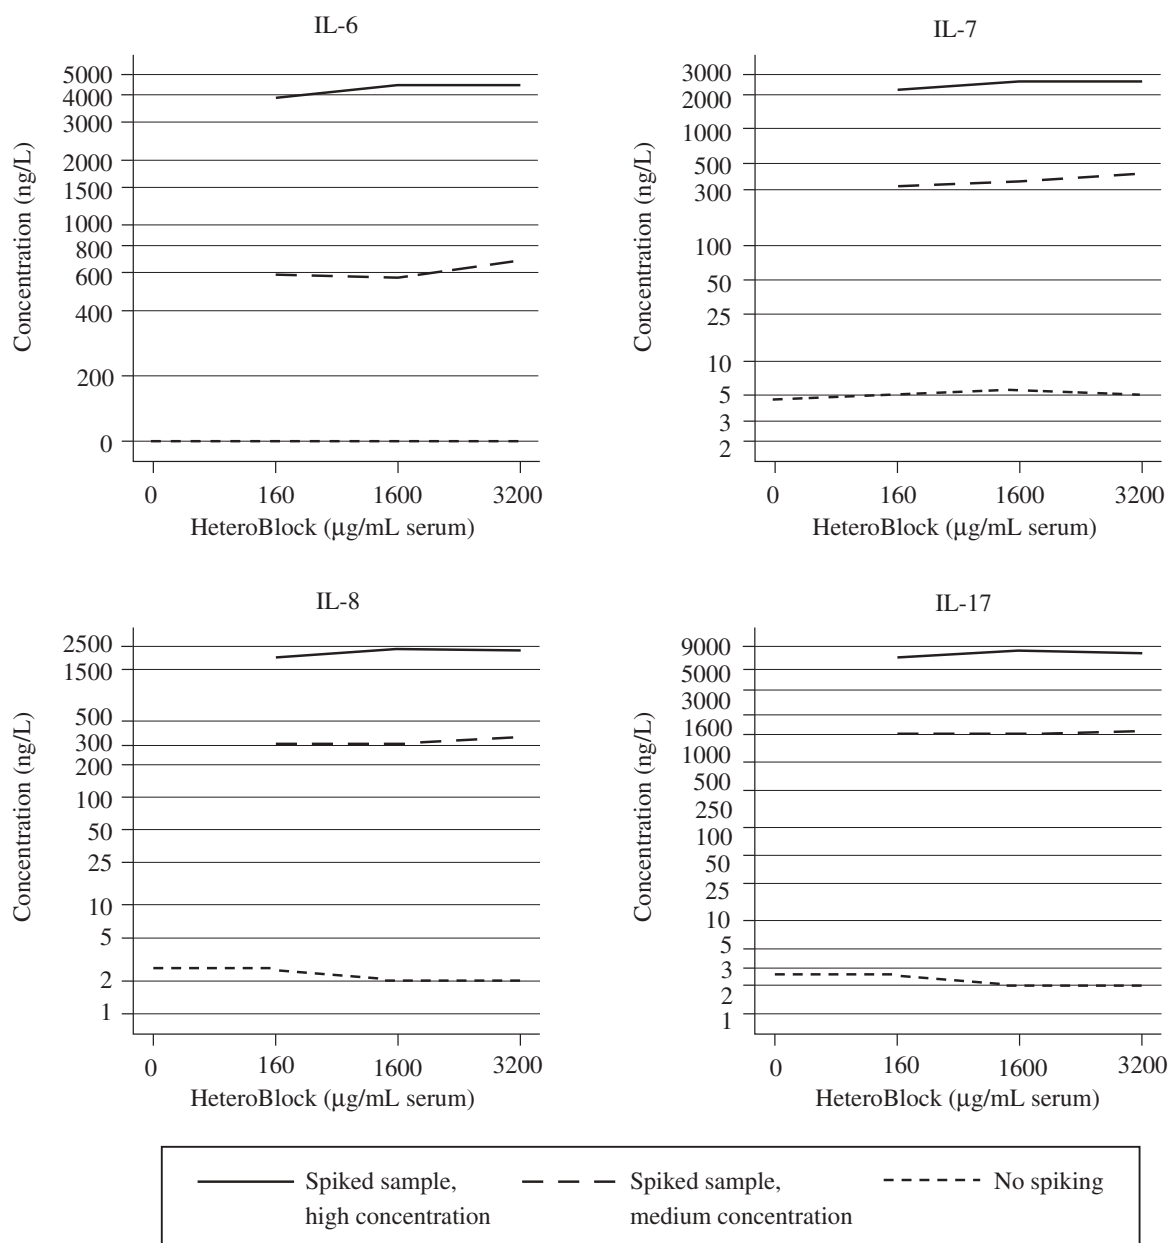 IL-6
Concentration (ng/L)
5000
4000
3000
2000
1500
1000
800
600
400
200
0
0 160 1600 3200
HeteroBlock (μg/mL serum)
IL-7
Concentration (ng/L)
3000
2000
1000
500
300
100
50
25
10
5
3
2
0 160 1600 3200
HeteroBlock (μg/mL serum)
IL-8
Concentration (ng/L)
2500
1500
500
300
200
100
50
25
10
5
2
1
0 160 1600 3200
HeteroBlock (μg/mL serum)
IL-17
Concentration (ng/L)
9000
5000
3000
1600
1000
500
250
100
50
25
10
5
3
2
1
0 160 1600 3200
HeteroBlock (μg/mL serum)
Spiked sample,
high concentration
Spiked sample,
medium concentration
No spiking